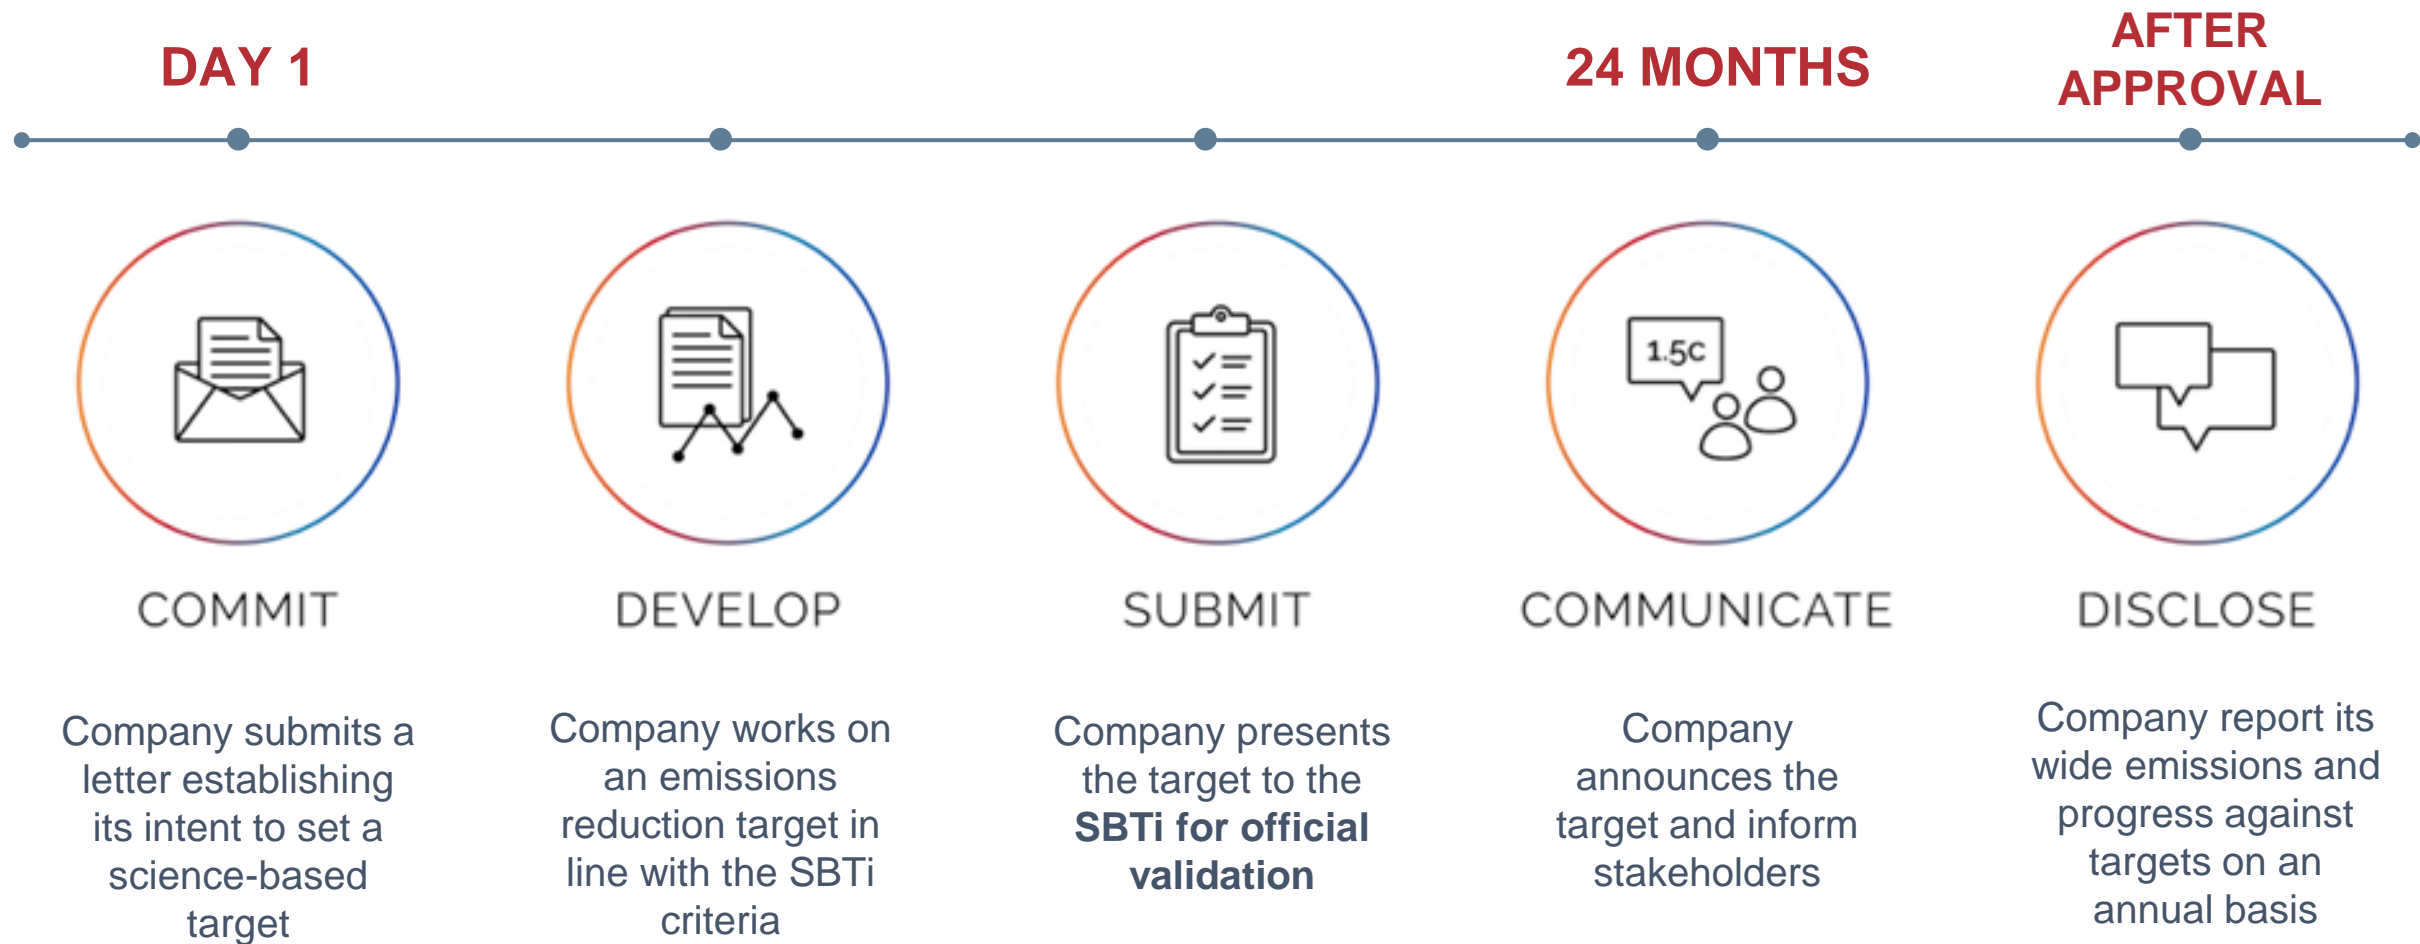 DAY 1
24 MONTHS
AFTER
APPROVAL
1.5c
COMMIT
DEVELOP
SUBMIT
COMMUNICATE
DISCLOSE
Company submits a
letter establishing
its intent to set a
science-based
target
Company works on
an emissions
reduction target in
line with the SBTi
criteria
Company presents
the target to the
SBTi for official
validation
Company
announces the
target and inform
stakeholders
Company report its
wide emissions and
progress against
targets on an
annual basis